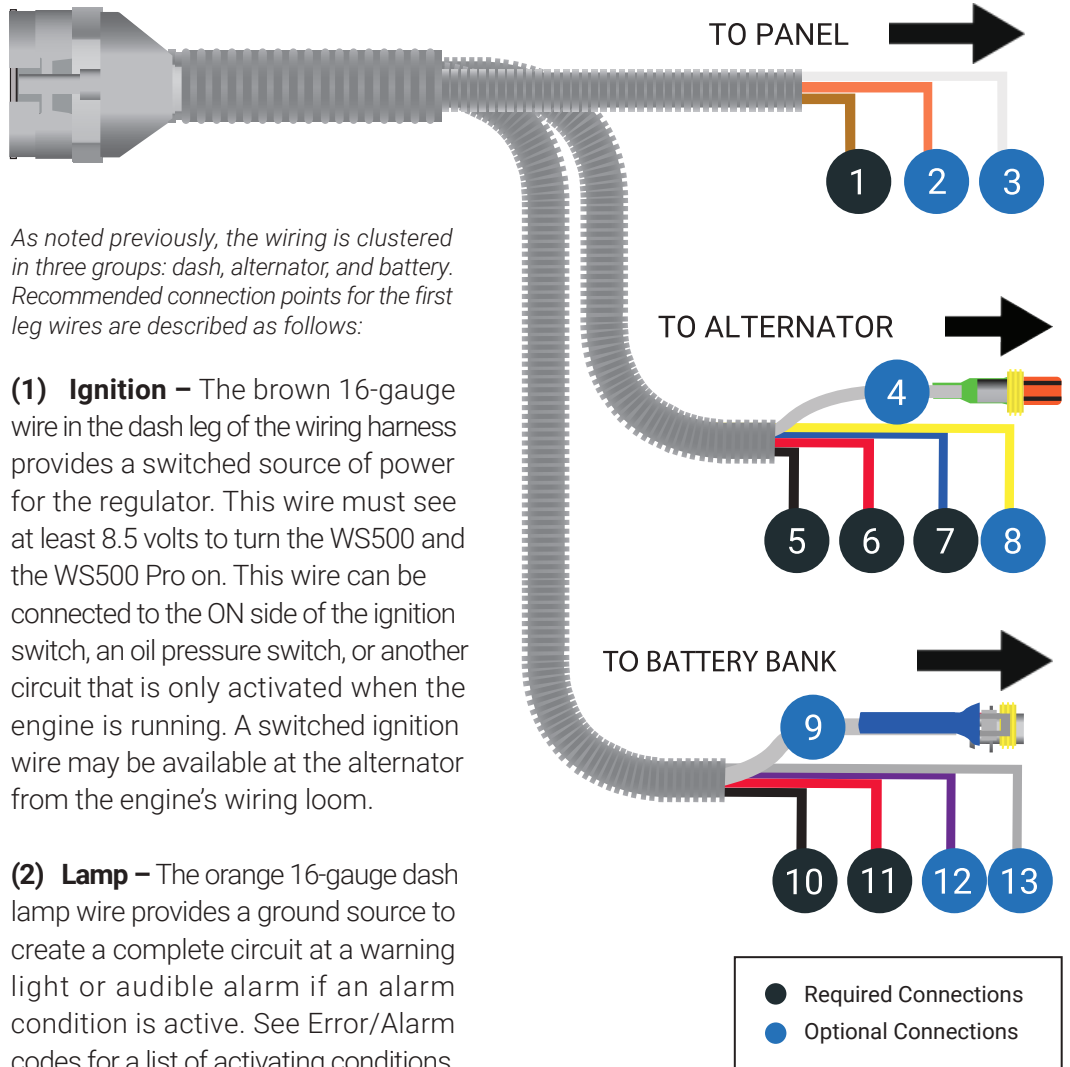 TO PANEL
1 2 3
As noted previously, the wiring is clustered
in three groups: dash, alternator, and battery.
Recommended connection points for the first
leg wires are described as follows:
(1) Ignition – The brown 16-gauge
wire in the dash leg of the wiring harness
provides a switched source of power
for the regulator. This wire must see
at least 8.5 volts to turn the WS500 and
the WS500 Pro on. This wire can be
connected to the ON side of the ignition
switch, an oil pressure switch, or another
circuit that is only activated when the
engine is running. A switched ignition
wire may be available at the alternator
from the engine's wiring loom.
(2) Lamp – The orange 16-gauge dash
lamp wire provides a ground source to
create a complete circuit at a warning
light or audible alarm if an alarm
condition is active. See Error/Alarm
codes for a list of activating conditions.
TO ALTERNATOR
4
5 6 7 8
TO BATTERY BANK
9
10 11 12 13
Required Connections
Optional Connections